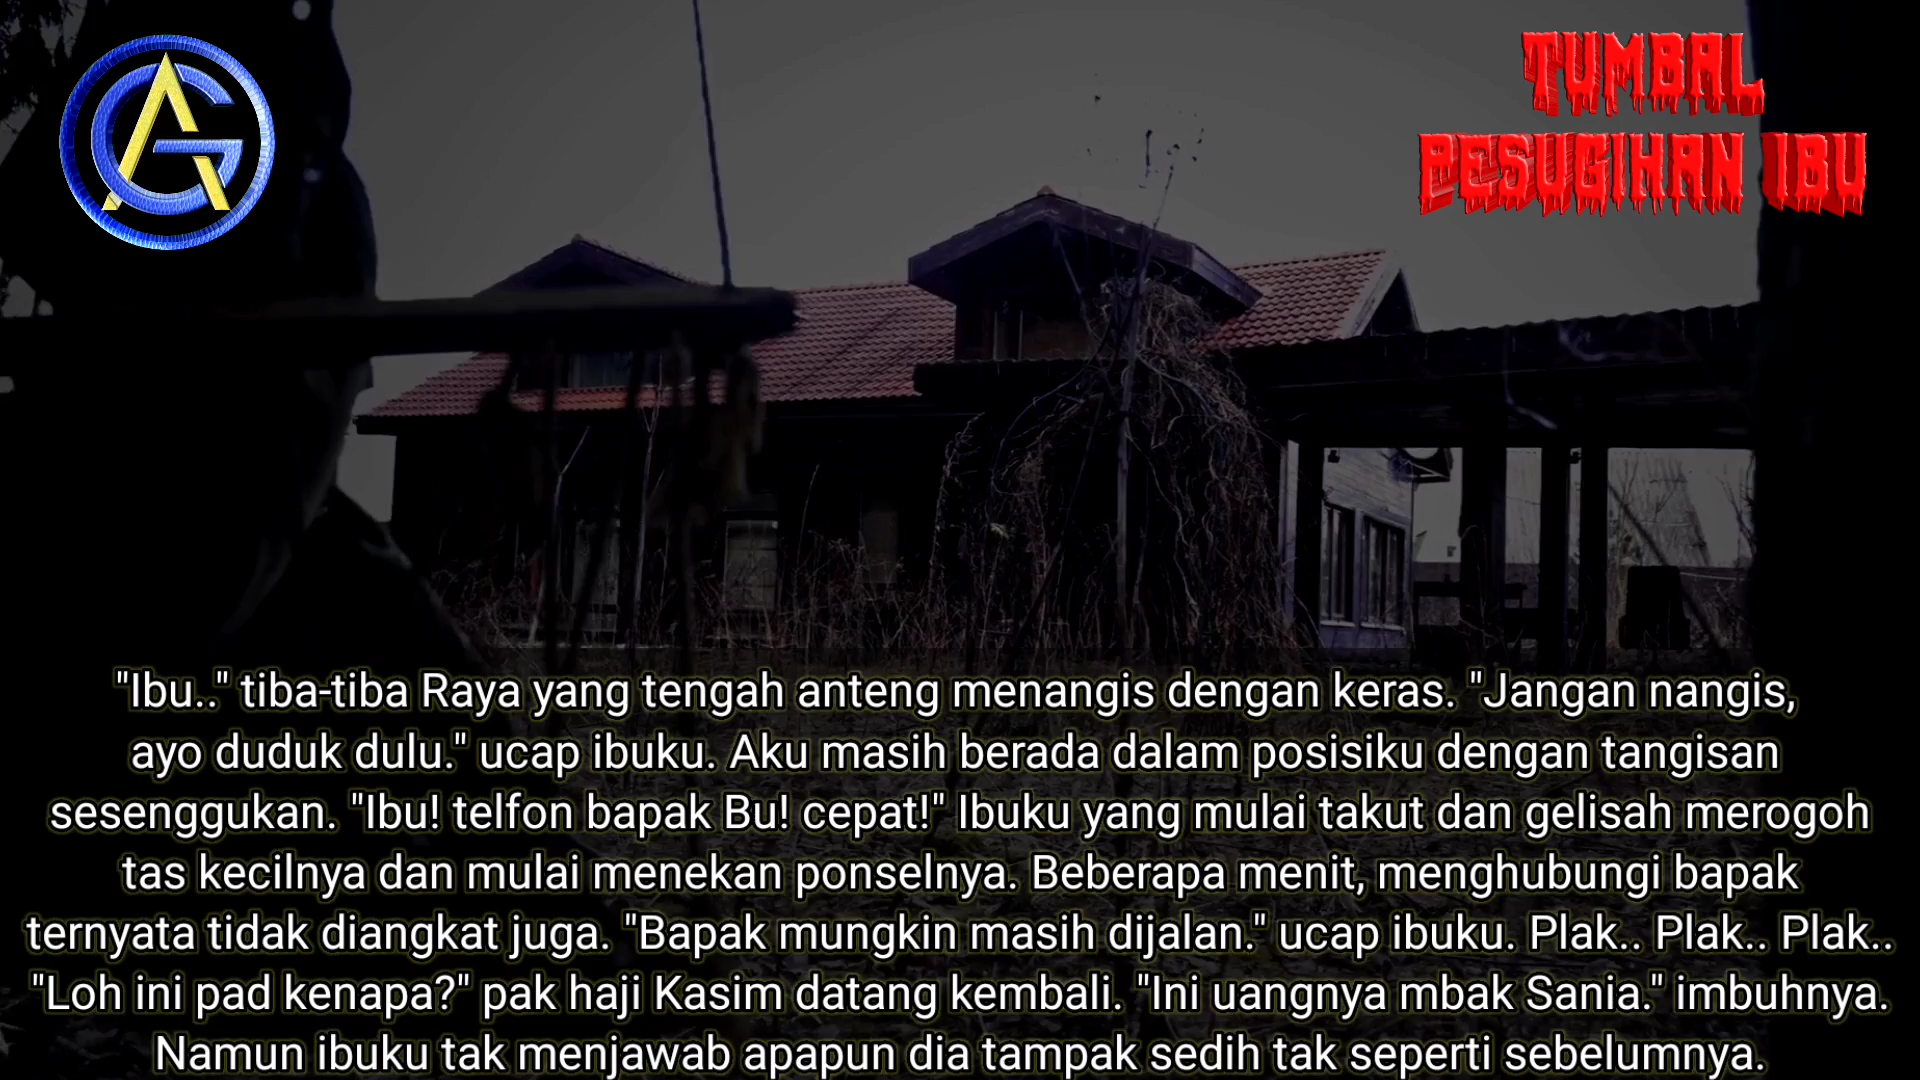 AG
TUMBAL
PESUGIHAN IBU
"Ibu.." tiba-tiba Raya yang tengah anteng menangis dengan keras. "Jangan nangis,
ayo duduk dulu." ucap ibuku. Aku masih berada dalam posisiku dengan tangisan
sesenggukan. "Ibu! telfon bapak Bu! cepat!" Ibuku yang mulai takut dan gelisah merogoh
tas kecilnya dan mulai menekan ponselnya. Beberapa menit, menghubungi bapak
ternyata tidak diangkat juga. "Bapak mungkin masih dijalan." ucap ibuku. Plak.. Plak.. Plak..
"Loh ini pad kenapa?" pak haji Kasim datang kembali. "Ini uangnya mbak Sania." imbuhnya.
Namun ibuku tak menjawab apapun dia tampak sedih tak seperti sebelumnya.